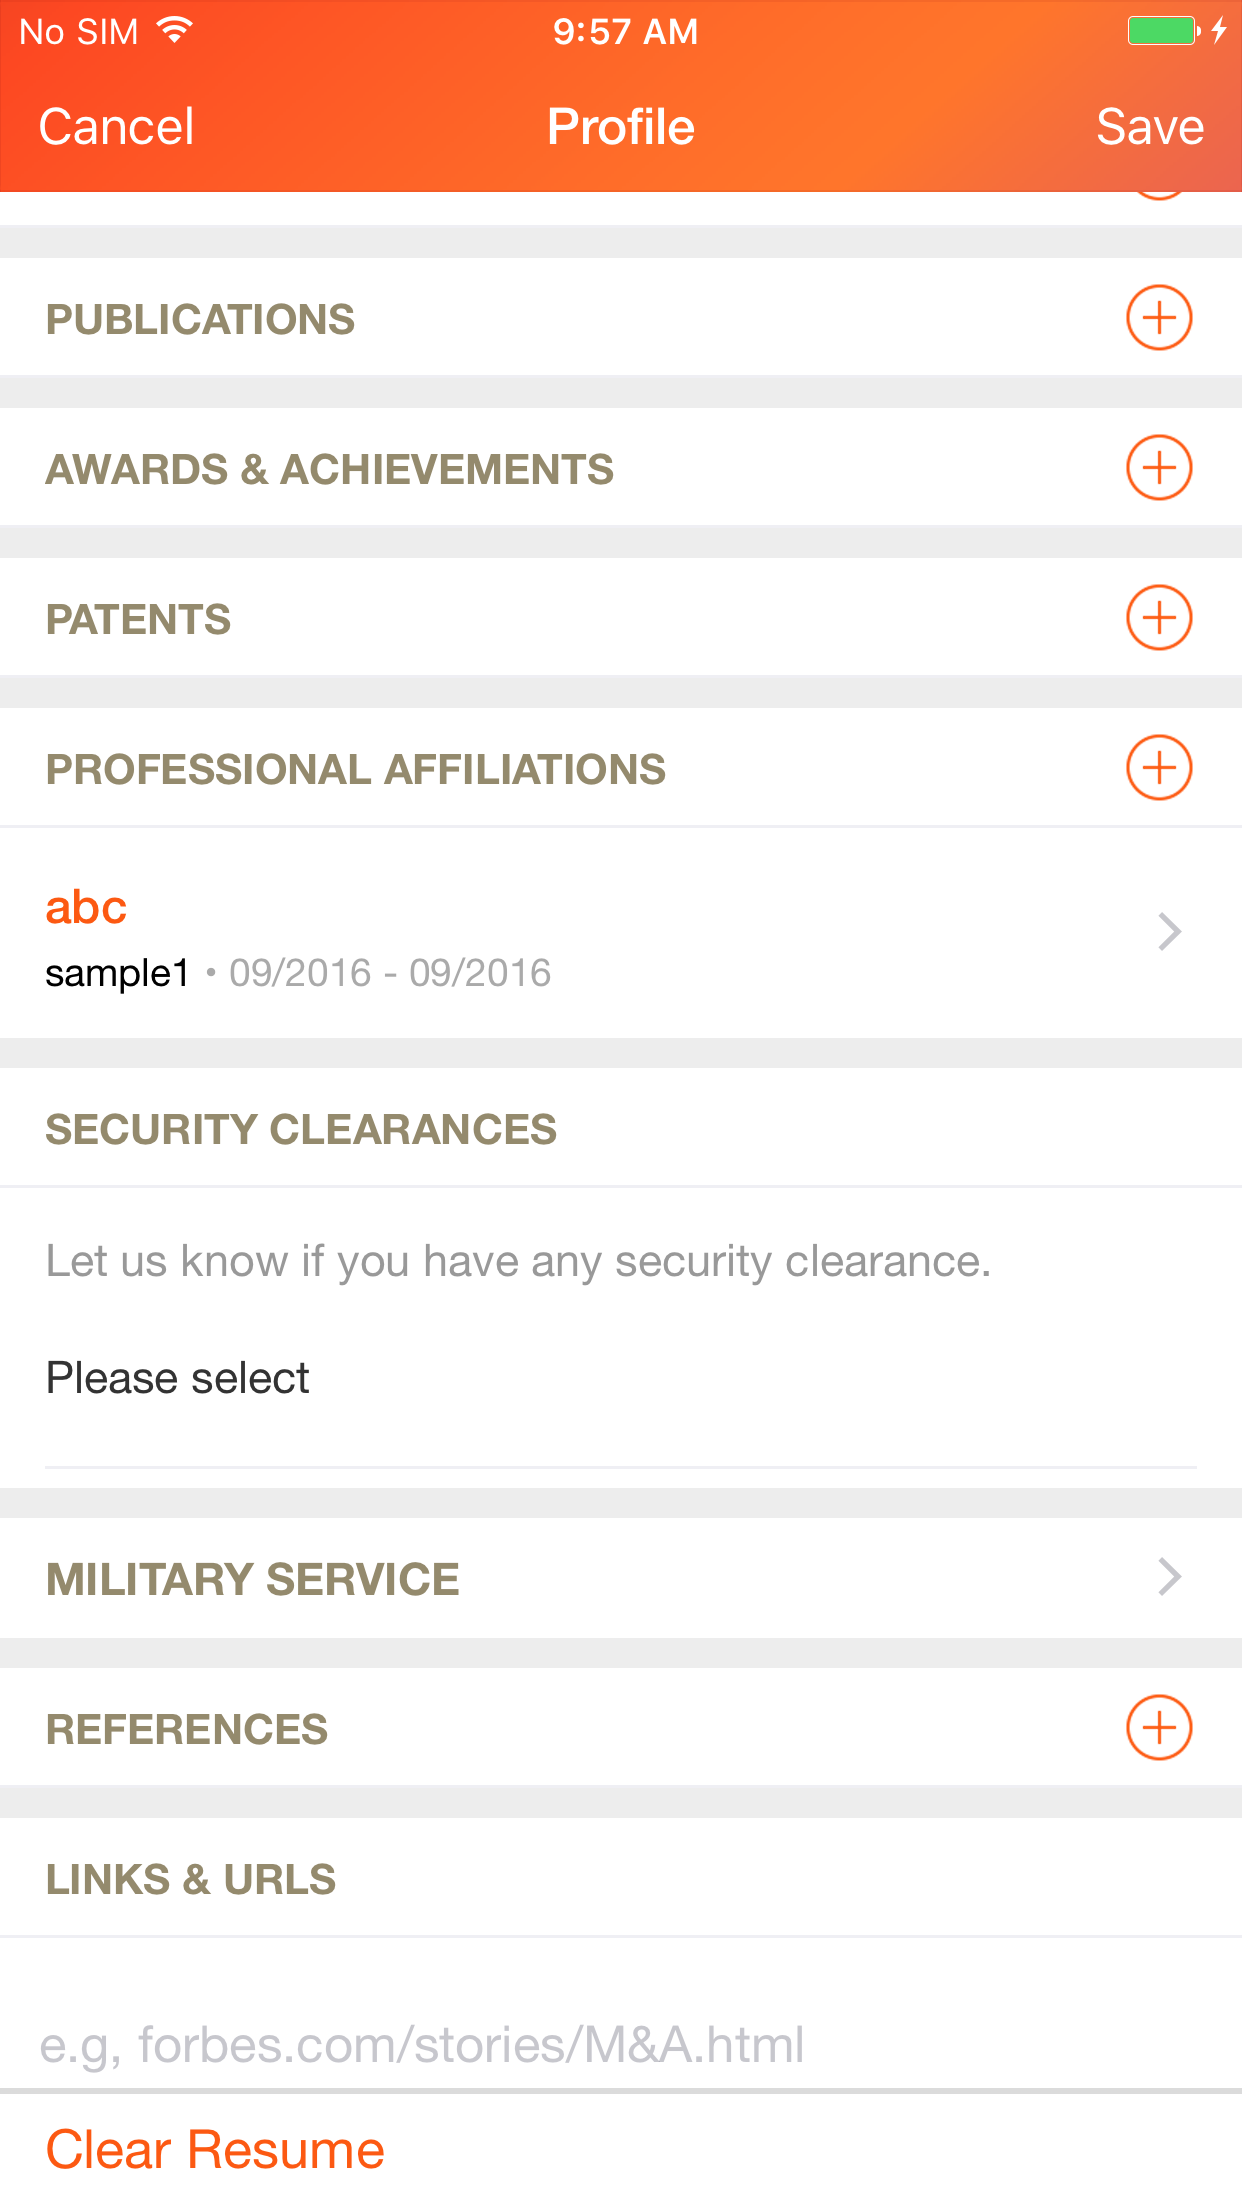 No SIM 9:57 AM
Cancel Profile Save
PUBLICATIONS
AWARDS & ACHIEVEMENTS
PATENTS
PROFESSIONAL AFFILIATIONS
abc
sample1 • 09/2016 - 09/2016
SECURITY CLEARANCES
Let us know if you have any security clearance.
Please select
MILITARY SERVICE
REFERENCES
LINKS & URLS
e.g, forbes.com/stories/M&A.html
Clear Resume